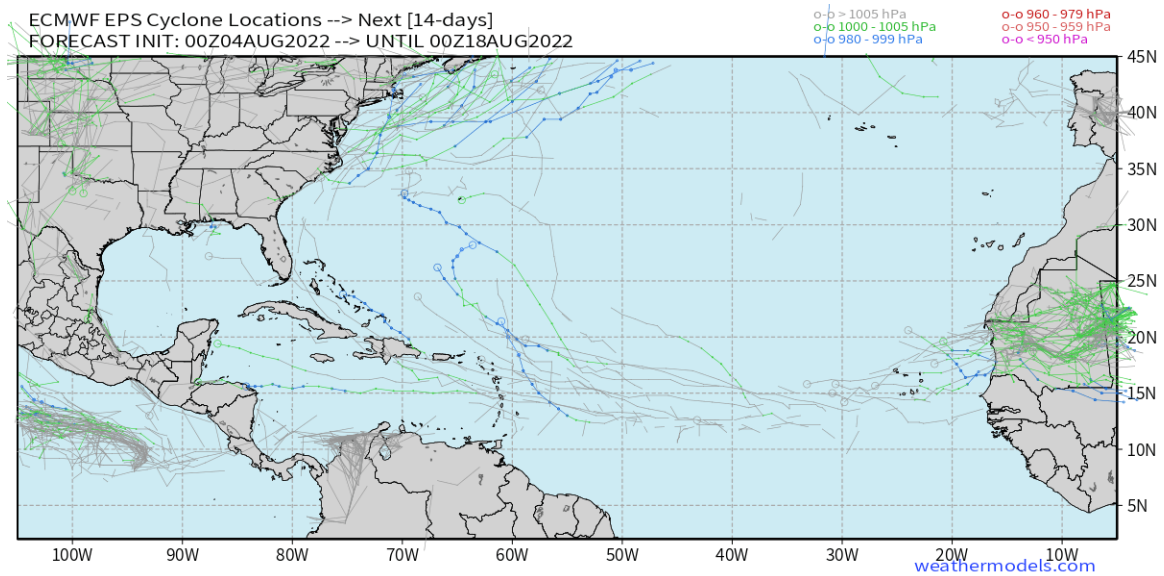 ECMWF EPS Cyclone Locations --> Next [14-days]
FORECAST INIT: 00Z04AUG2022 --> UNTIL 00Z18AUG2022
o-o > 1005 hPa
o-o 1000 - 1005 hPa
o-o 980 - 999 hPa
o-o 960 - 979 hPa
o-o 950 - 959 hPa
o-o < 950 hPa
45N
40N
35N
30N
25N
20N
15N
10N
5N
100W 90W 80W 70W 60W 50W 40W 30W 20W 10W
weathermodels.com